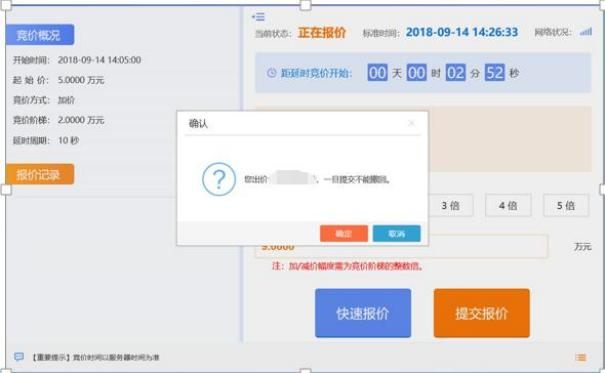 竞价概况
开始时间: 2018-09-14 14:05:00
起 始 价: 5.0000 万元
竞价方式: 加价
竞价阶梯: 2.0000 万元
延时周期: 10 秒
报价记录
当前状态: 正在报价 标准时间: 2018-09-14 14:26:33 网络状况:
距延时竞价开始: 00 天 00 时 02 分 52 秒
确认
您出价 , 一旦提交不能撤回。
确定 取消
3 倍 4 倍 5 倍
9.0000 万元
注: 加/减价幅度需为竞价阶梯的整数倍。
快速报价 提交报价
【重要提示】竞价时间以服务器时间为准